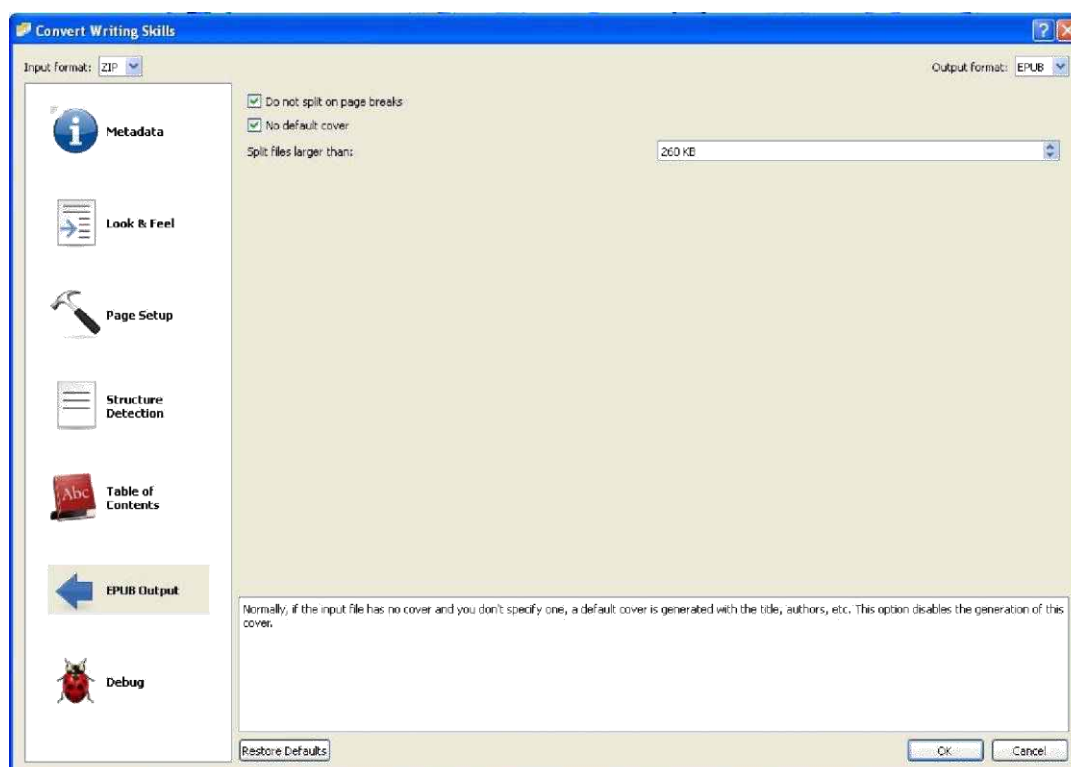 Convert Writing Skills
Input format: ZIP
Output format: EPUB
Metadata
Look & Feel
Page Setup
Structure
Detection
Abc
Table of
Contents
EPUB Output
Debug
Do not split on page breaks
No default cover
Split files larger than:
260 KB
Normally, if the input file has no cover and you don't specify one, a default cover is generated with the title, authors, etc. This option disables the generation of this
cover.
Restore Defaults
OK
Cancel